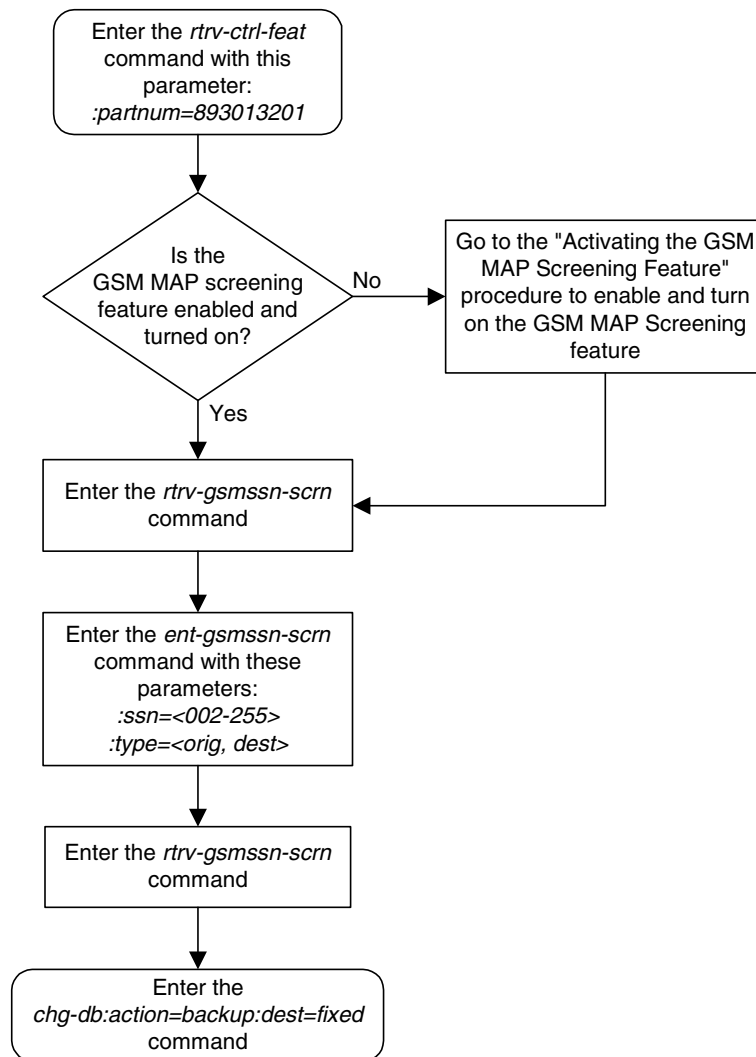 Enter the rtrv-ctrl-feat
command with this
parameter:
:partnum=893013201
Is the
GSM MAP screening
feature enabled and
turned on?
No
Go to the "Activating the GSM
MAP Screening Feature"
procedure to enable and turn
on the GSM MAP Screening
feature
Yes
Enter the rtrv-gsmssn-scrn
command
Enter the ent-gsmssn-scrn
command with these
parameters:
:ssn=<002-255>
:type=<orig, dest>
Enter the rtrv-gsmssn-scrn
command
Enter the
chg-db:action=backup:dest=fixed
command